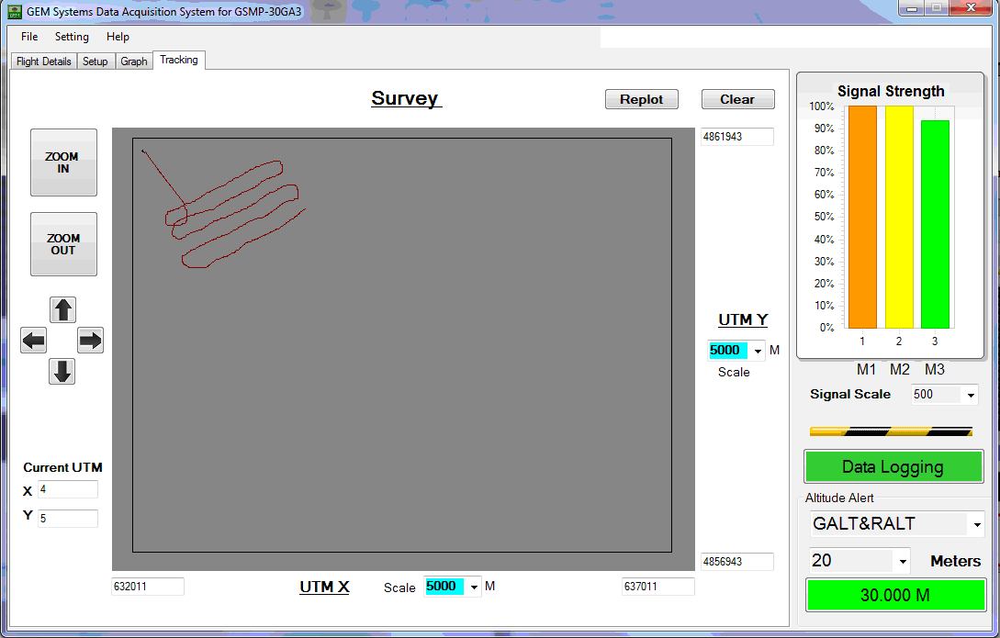 GEM Systems Data Acquisition System for GSMP-30GA3
File Setting Help
Flight Details Setup Graph Tracking
Survey
Replot Clear
ZOOM
IN
ZOOM
OUT
Current UTM
X 4
Y 5
4861943
UTM Y
5000 M
Scale
4856943
632011
UTM X
Scale 5000 M
637011
Signal Strength
100%
90%
80%
70%
60%
50%
40%
30%
20%
10%
0%
1 2 3
M1 M2 M3
Signal Scale 500
Data Logging
Altitude Alert
GALT&RALT
20 Meters
30.000 M